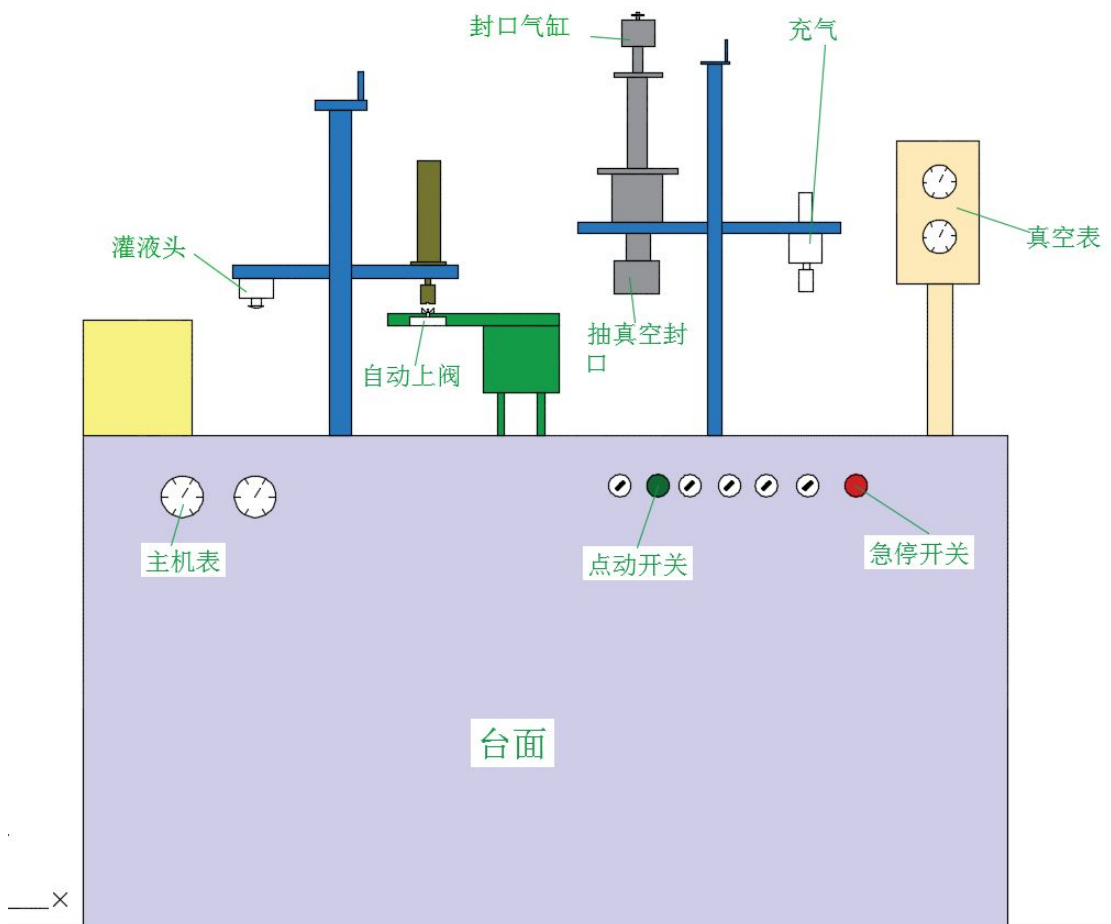 封口气缸
充气
灌液头
真空表
抽真空封
口
自动上阀
主机表
点动开关
急停开关
台面